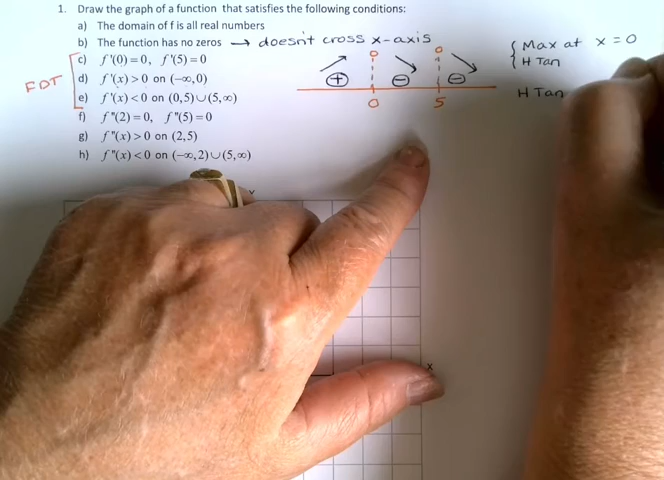 1. Draw the graph of a function that satisfies the following conditions:
a) The domain of f is all real numbers
b) The function has no zeros → doesn't cross x-axis
c) f'(0) = 0, f'(5) = 0
d) f'(x) > 0 on (-∞,0)
e) f'(x) < 0 on (0,5)∪(5,∞)
f) f"(2) = 0, f"(5) = 0
g) f"(x) > 0 on (2,5)
h) f"(x) < 0 on (-∞,2)∪(5,∞)
FDT
0 0
+ - -
0 5
{ Max at x = 0
H Tan
H Tan
Y
X